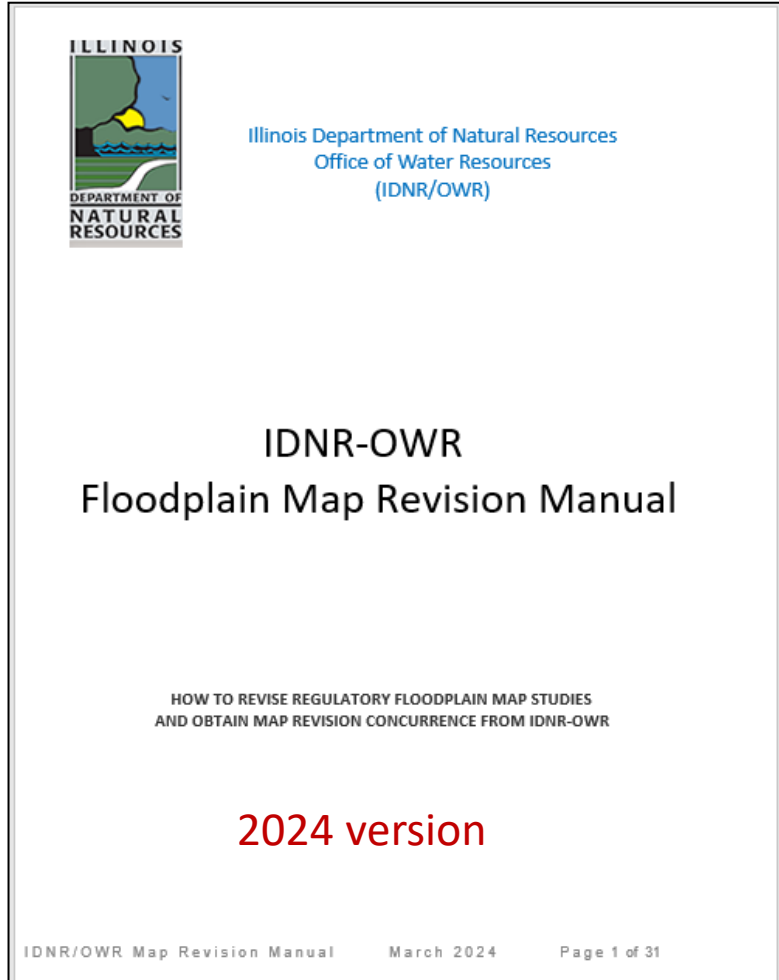 ILLINOIS
DEPARTMENT OF
NATURAL
RESOURCES
Illinois Department of Natural Resources
Office of Water Resources
(IDNR/OWR)
IDNR-OWR
Floodplain Map Revision Manual
HOW TO REVISE REGULATORY FLOODPLAIN MAP STUDIES
AND OBTAIN MAP REVISION CONCURRENCE FROM IDNR-OWR
2024 version
IDNR/OWR Map Revision Manual March 2024 Page 1 of 31